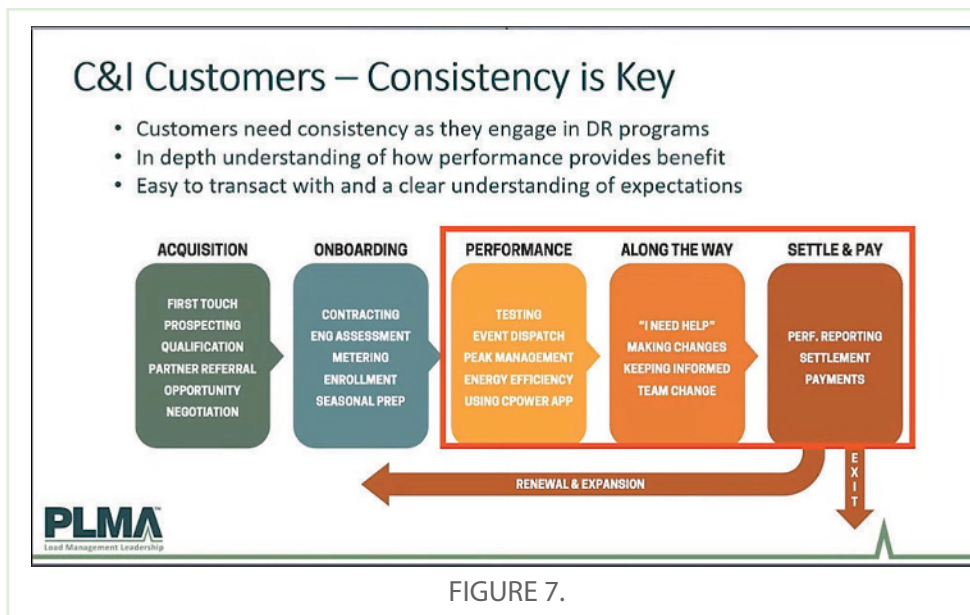 C&I Customers – Consistency is Key
• Customers need consistency as they engage in DR programs
• In depth understanding of how performance provides benefit
• Easy to transact with and a clear understanding of expectations
ACQUISITION
FIRST TOUCH
PROSPECTING
QUALIFICATION
PARTNER REFERRAL
OPPORTUNITY
NEGOTIATION
ONBOARDING
CONTRACTING
ENG ASSESSMENT
METERING
ENROLLMENT
SEASONAL PREP
PERFORMANCE
TESTING
EVENT DISPATCH
PEAK MANAGEMENT
ENERGY EFFICIENCY
USING CPOWER APP
ALONG THE WAY
"I NEED HELP"
MAKING CHANGES
KEEPING INFORMED
TEAM CHANGE
SETTLE & PAY
PERF. REPORTING
SETTLEMENT
PAYMENTS
RENEWAL & EXPANSION
EXIT
PLMA™
Load Management Leadership
FIGURE 7.